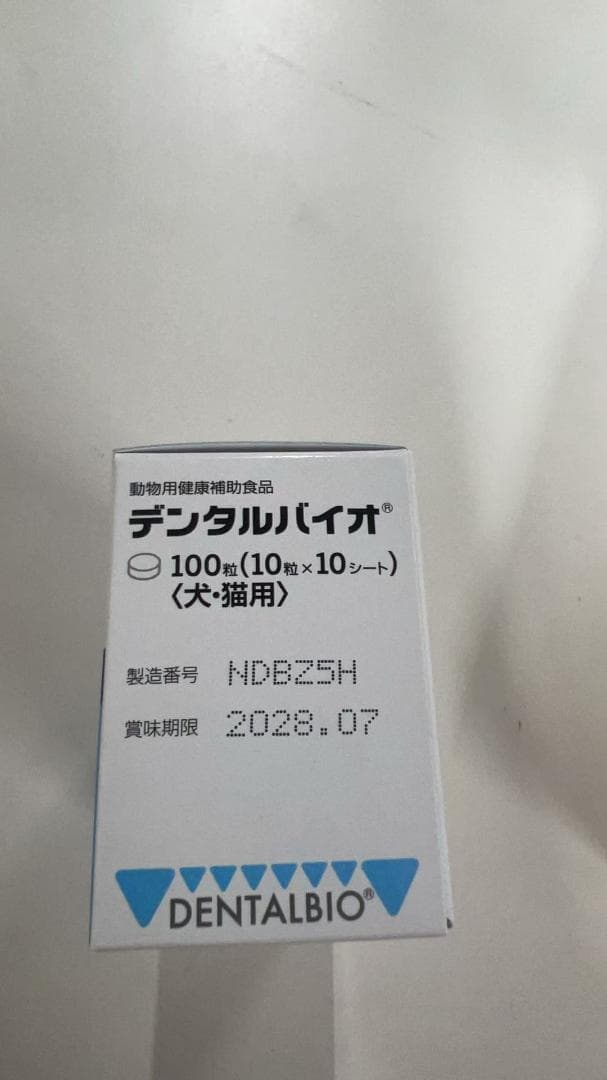 動物用健康補助食品
デンタルバイオ®
100粒(10粒×10シート)
〈犬・猫用〉
製造番号 NDBZ5H
賞味期限 2028.07
DENTALBIO®